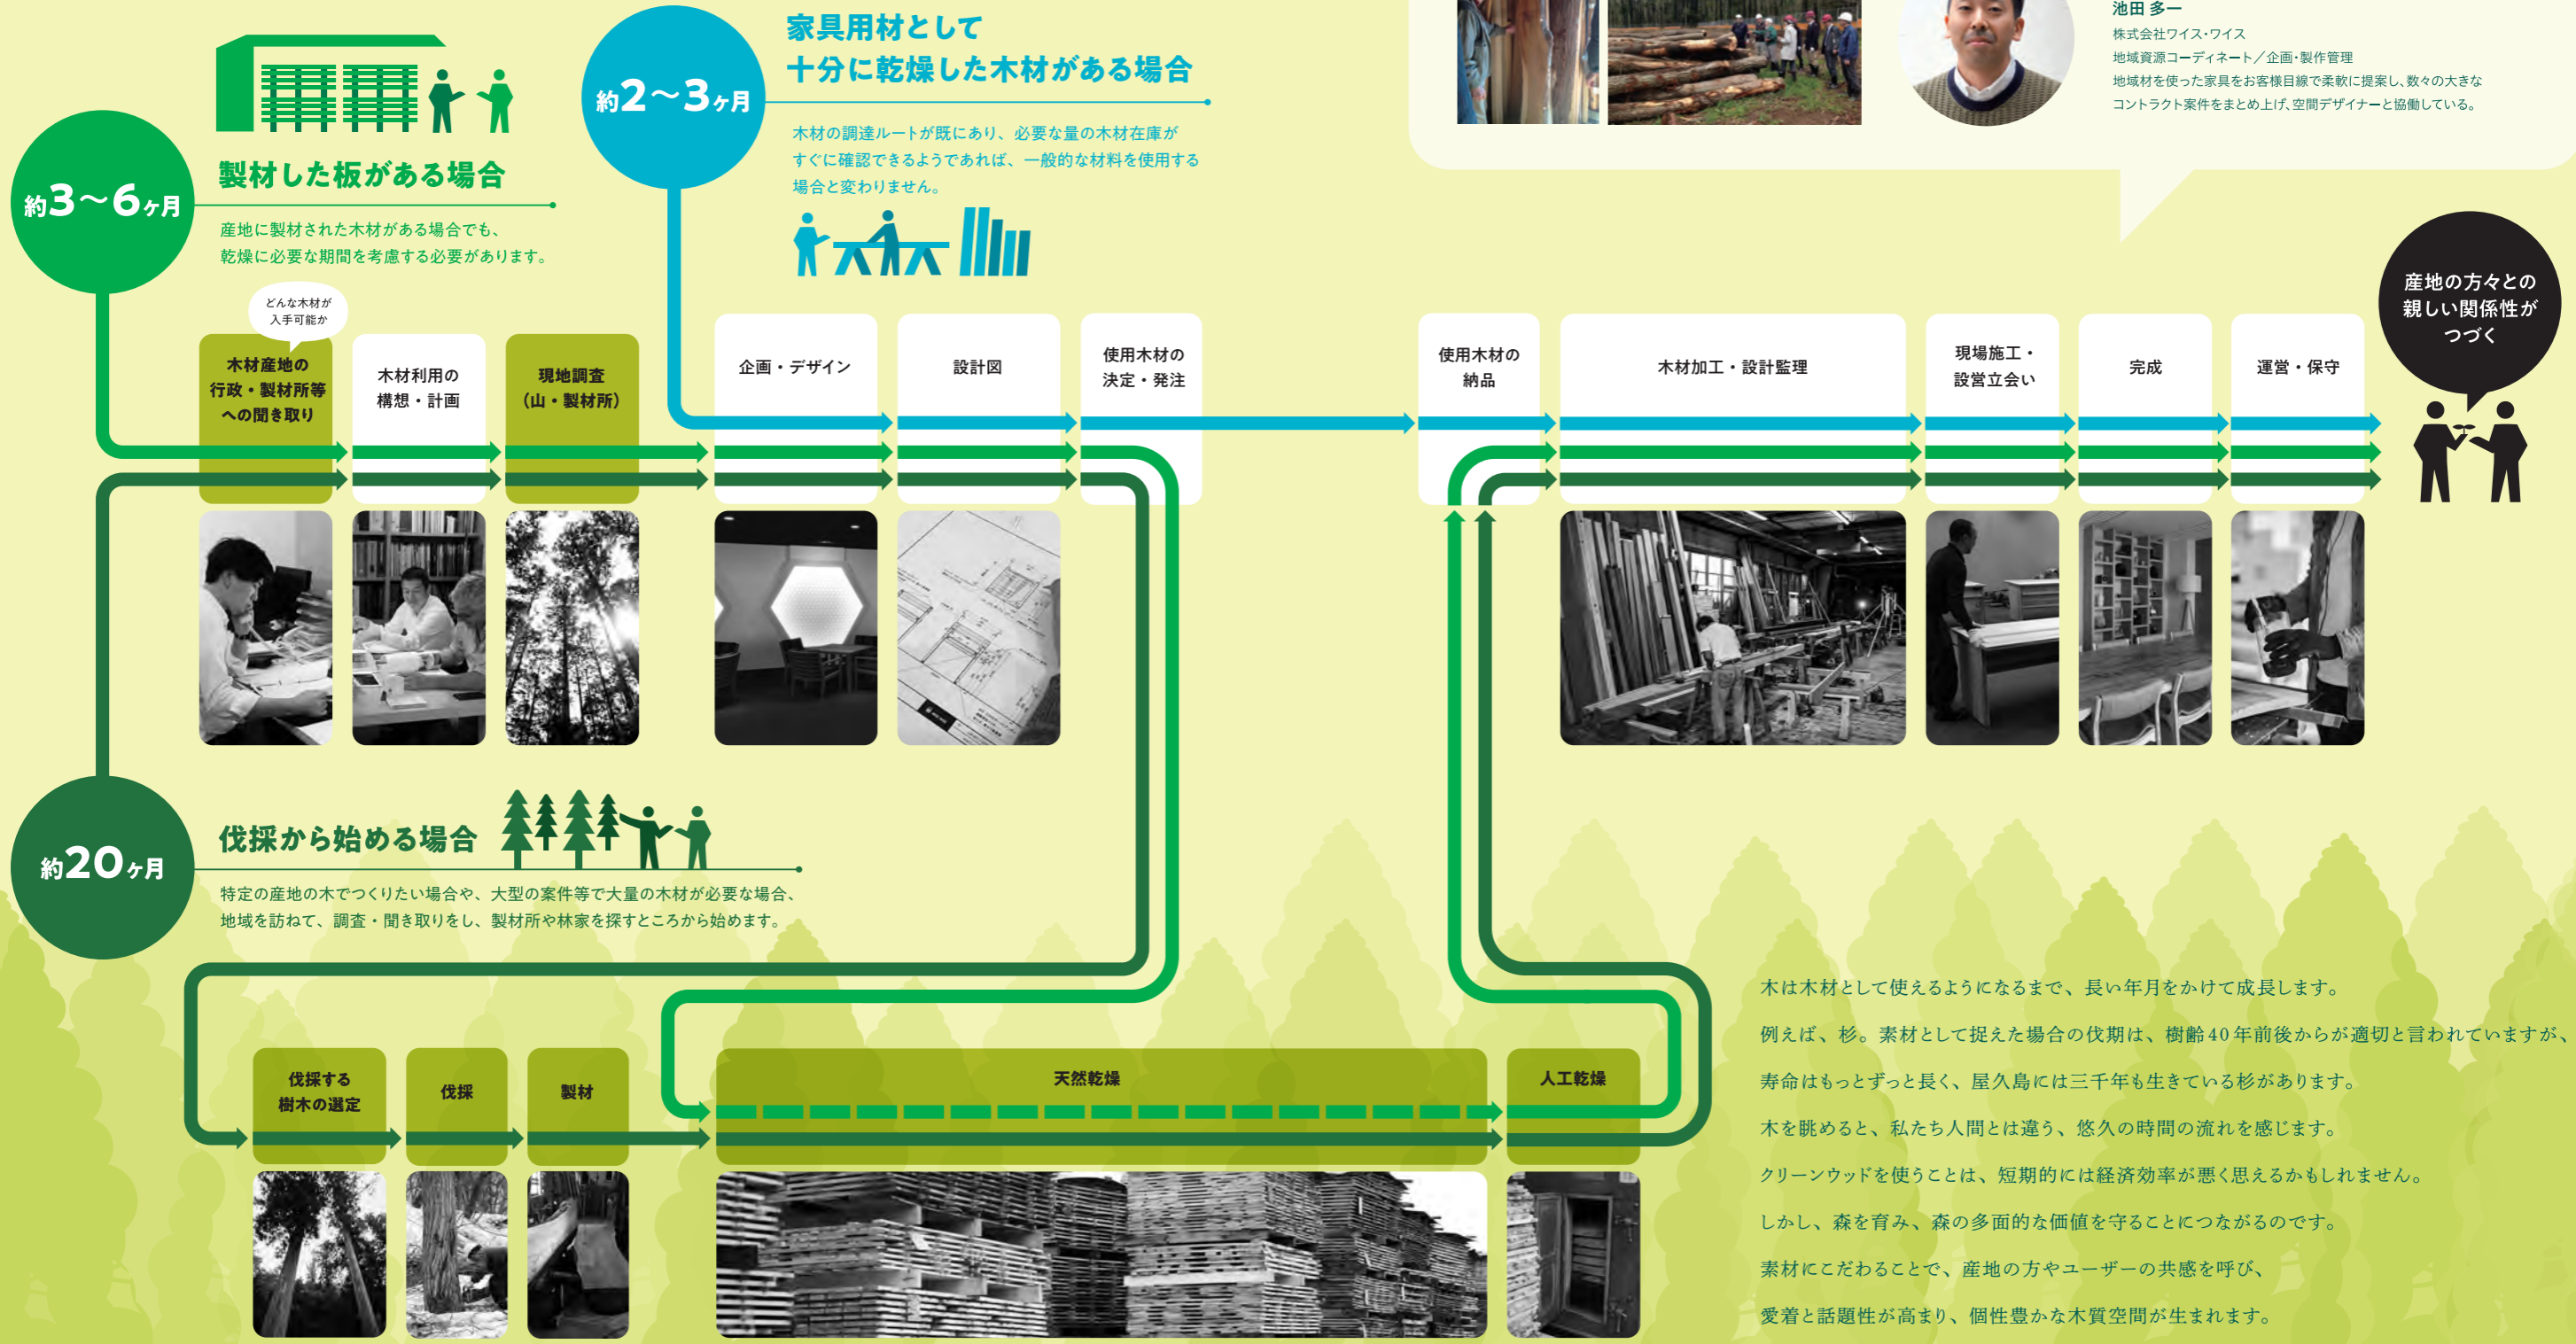 池田 多一
株式会社ワイス・ワイス
地域資源コーディネート／企画・製作管理
地域材を使った家具をお客様目線で柔軟に提案し、数々の大きな
コントラクト案件をまとめ上げ、空間デザイナーと協働している。
約2〜3ヶ月
家具用材として
十分に乾燥した木材がある場合
木材の調達ルートが既にあり、必要な量の木材在庫が
すぐに確認できるようであれば、一般的な材料を使用する
場合と変わりません。
約3〜6ヶ月
製材した板がある場合
産地に製材された木材がある場合でも、
乾燥に必要な期間を考慮する必要があります。
どんな木材が
入手可能か
木材産地の
行政・製材所等
への聞き取り
木材利用の
構想・計画
現地調査
（山・製材所）
企画・デザイン
設計図
使用木材の
決定・発注
使用木材の
納品
木材加工・設計監理
現場施工・
設営立会い
完成
運営・保守
産地の方々との
親しい関係性が
つづく
約20ヶ月
伐採から始める場合
特定の産地の木でつくりたい場合や、大型の案件等で大量の木材が必要な場合、
地域を訪ねて、調査・聞き取りをし、製材所や林家を探すところから始めます。
伐採する
樹木の選定
伐採
製材
天然乾燥
人工乾燥
木は木材として使えるようになるまで、長い年月をかけて成長します。
例えば、杉。素材として捉えた場合の伐期は、樹齢40年前後からが適切と言われていますが、
寿命はもっとずっと長く、屋久島には三千年も生きている杉があります。
木を眺めると、私たち人間とは違う、悠久の時間の流れを感じます。
クリーンウッドを使うことは、短期的には経済効率が悪く思えるかもしれません。
しかし、森を育み、森の多面的な価値を守ることにつながるのです。
素材にこだわることで、産地の方やユーザーの共感を呼び、
愛着と話題性が高まり、個性豊かな木質空間が生まれます。